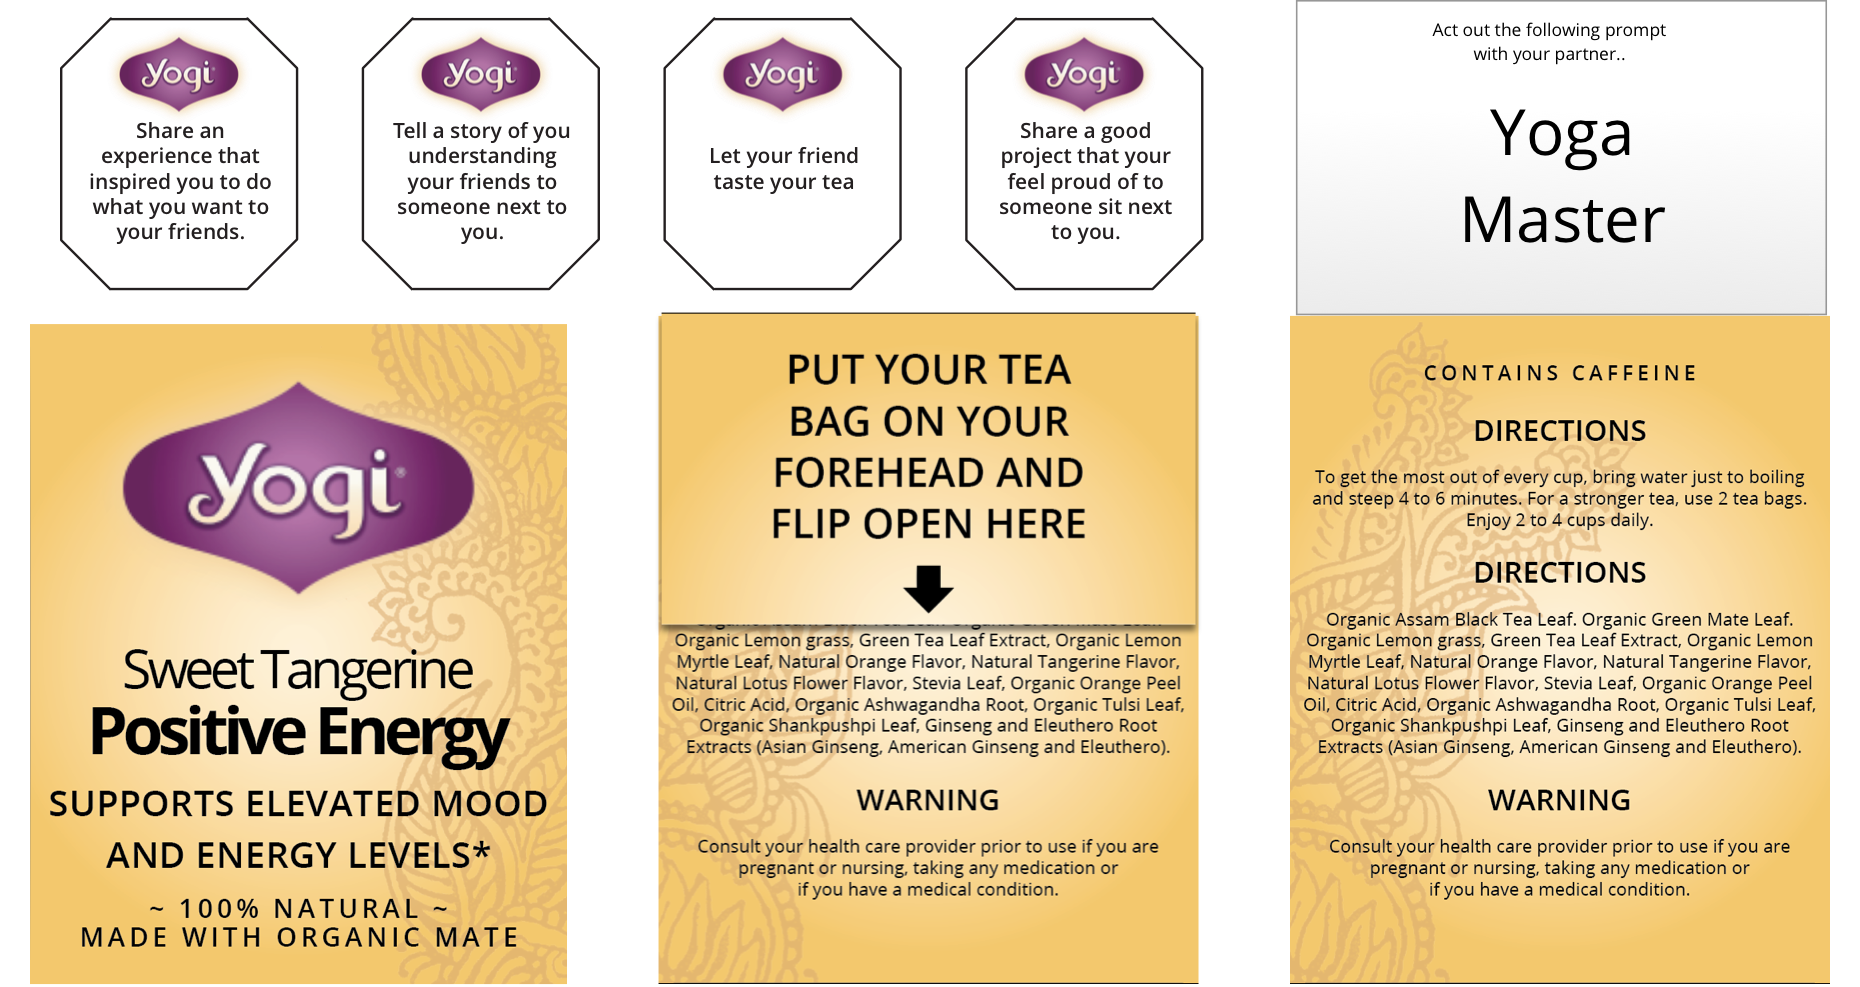 yogi
Share an
experience that
inspired you to do
what you want to
your friends.
yogi
Tell a story of you
understanding
your friends to
someone next to
you.
yogi
Let your friend
taste your tea
yogi
Share a good
project that your
feel proud of to
someone sit next
to you.
Act out the following prompt
with your partner..
Yoga
Master
yogi®
Sweet Tangerine
Positive Energy
SUPPORTS ELEVATED MOOD
AND ENERGY LEVELS*
~ 100% NATURAL ~
MADE WITH ORGANIC MATE
PUT YOUR TEA
BAG ON YOUR
FOREHEAD AND
FLIP OPEN HERE
Organic Lemon grass, Green Tea Leaf Extract, Organic Lemon
Myrtle Leaf, Natural Orange Flavor, Natural Tangerine Flavor,
Natural Lotus Flower Flavor, Stevia Leaf, Organic Orange Peel
Oil, Citric Acid, Organic Ashwagandha Root, Organic Tulsi Leaf,
Organic Shankpushpi Leaf, Ginseng and Eleuthero Root
Extracts (Asian Ginseng, American Ginseng and Eleuthero).
WARNING
Consult your health care provider prior to use if you are
pregnant or nursing, taking any medication or
if you have a medical condition.
CONTAINS CAFFEINE
DIRECTIONS
To get the most out of every cup, bring water just to boiling
and steep 4 to 6 minutes. For a stronger tea, use 2 tea bags.
Enjoy 2 to 4 cups daily.
DIRECTIONS
Organic Assam Black Tea Leaf. Organic Green Mate Leaf.
Organic Lemon grass, Green Tea Leaf Extract, Organic Lemon
Myrtle Leaf, Natural Orange Flavor, Natural Tangerine Flavor,
Natural Lotus Flower Flavor, Stevia Leaf, Organic Orange Peel
Oil, Citric Acid, Organic Ashwagandha Root, Organic Tulsi Leaf,
Organic Shankpushpi Leaf, Ginseng and Eleuthero Root
Extracts (Asian Ginseng, American Ginseng and Eleuthero).
WARNING
Consult your health care provider prior to use if you are
pregnant or nursing, taking any medication or
if you have a medical condition.